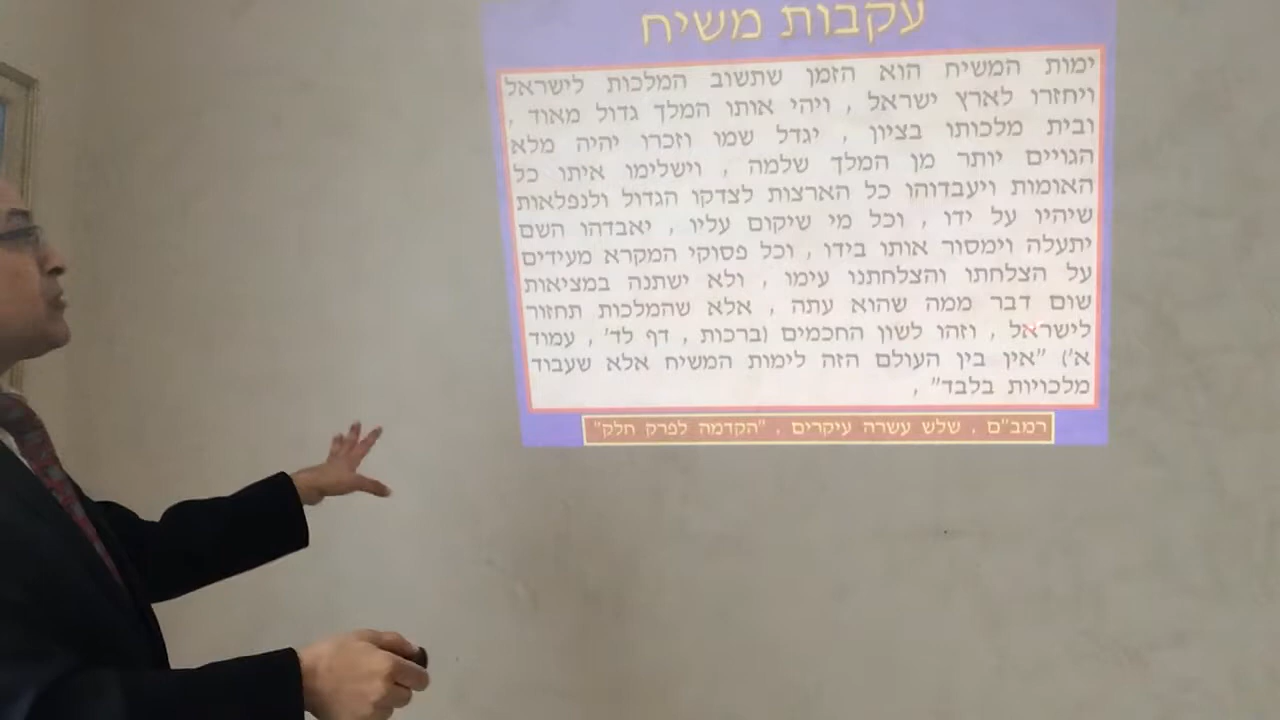 עקבות משיח
ימות המשיח הוא הזמן שתשוב המלכות לישראל
ויחזרו לארץ ישראל , ויהי אותו המלך גדול מאוד ,
ובית מלכותו בציון , יגדל שמו וזכרו יהיה מלא
הגויים יותר מן המלך שלמה , וישלימו איתו כל
האומות ויעבדוהו כל הארצות לצדקו הגדול ולנפלאות
שיהיו על ידו , וכל מי שיקום עליו , יאבדהו השם
יתעלה וימסור אותו בידו , וכל פסוקי המקרא מעידים
על הצלחתו והצלחתנו עימו , ולא ישתנה במציאות
שום דבר ממה שהוא עתה , אלא שהמלכות תחזור
לישראל , וזהו לשון החכמים (ברכות , דף לד' , עמוד
א') "אין בין העולם הזה לימות המשיח אלא שעבוד
מלכויות בלבד" ,
רמב"ם , שלש עשרה עיקרים , "הקדמה לפרק חלק"